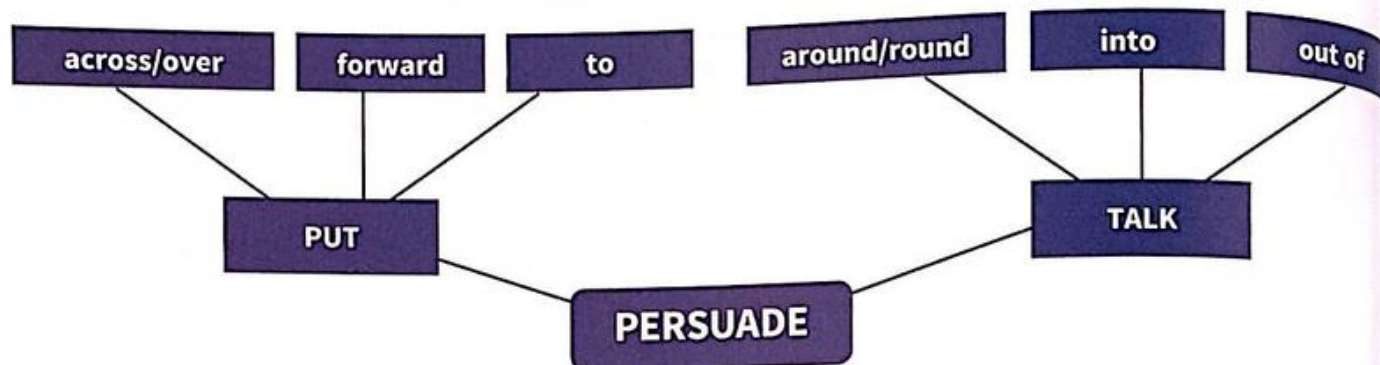 across/over forward to around/round into out of
PUT TALK
PERSUADE